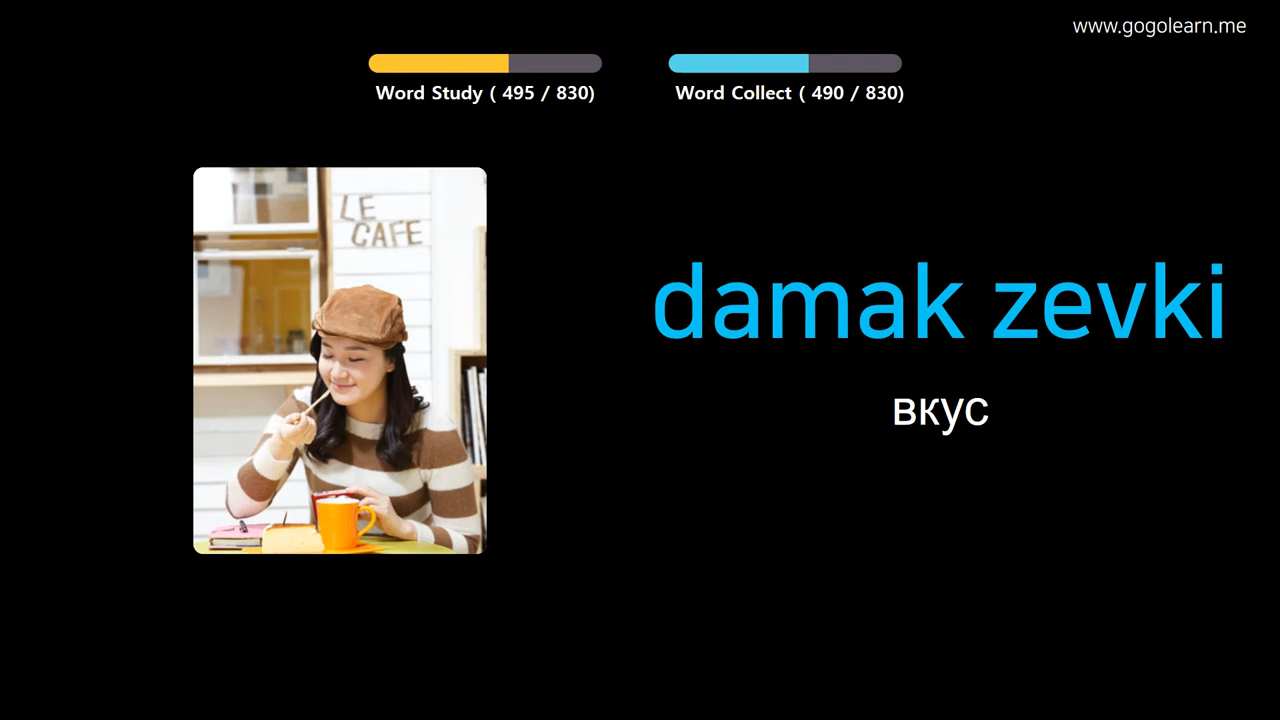 www.gogolearn.me
Word Study ( 495 / 830)
Word Collect ( 490 / 830)
LE
CAFE
damak zevki
вкус